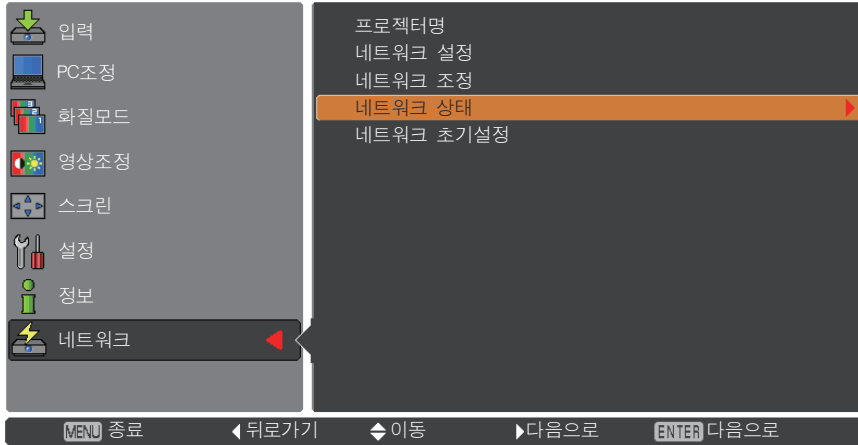 입력
PC조정
화질모드
영상조정
스크린
설정
정보
네트워크
프로젝터명
네트워크 설정
네트워크 조정
네트워크 상태
네트워크 초기설정
MENU 종료 뒤로가기 이동 다음으로 ENTER 다음으로